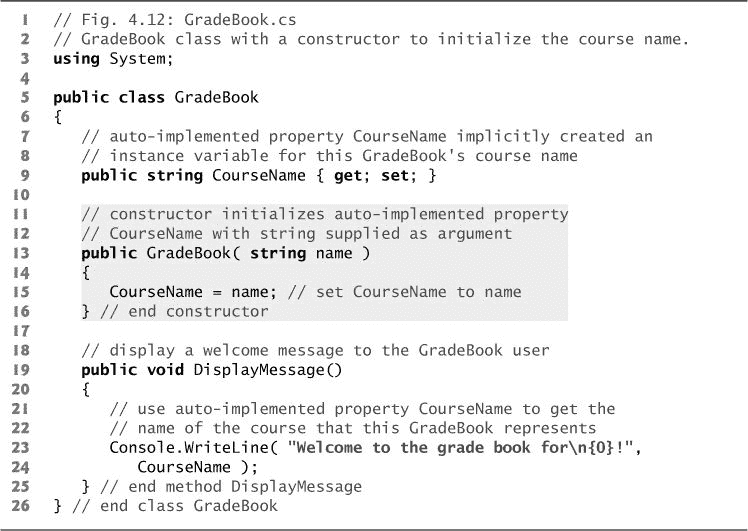 1 // Fig. 4.12: GradeBook.cs
2 // GradeBook class with a constructor to initialize the course name.
3 using System;
4
5 public class GradeBook
6 {
7 // auto-implemented property CourseName implicitly created an
8 // instance variable for this GradeBook's course name
9 public string CourseName { get; set; }
10
11 // constructor initializes auto-implemented property
12 // CourseName with string supplied as argument
13 public GradeBook( string name )
14 {
15 CourseName = name; // set CourseName to name
16 } // end constructor
17
18 // display a welcome message to the GradeBook user
19 public void DisplayMessage()
20 {
21 // use auto-implemented property CourseName to get the
22 // name of the course that this GradeBook represents
23 Console.WriteLine( "Welcome to the grade book for\n{0}!",
24 CourseName );
25 } // end method DisplayMessage
26 } // end class GradeBook